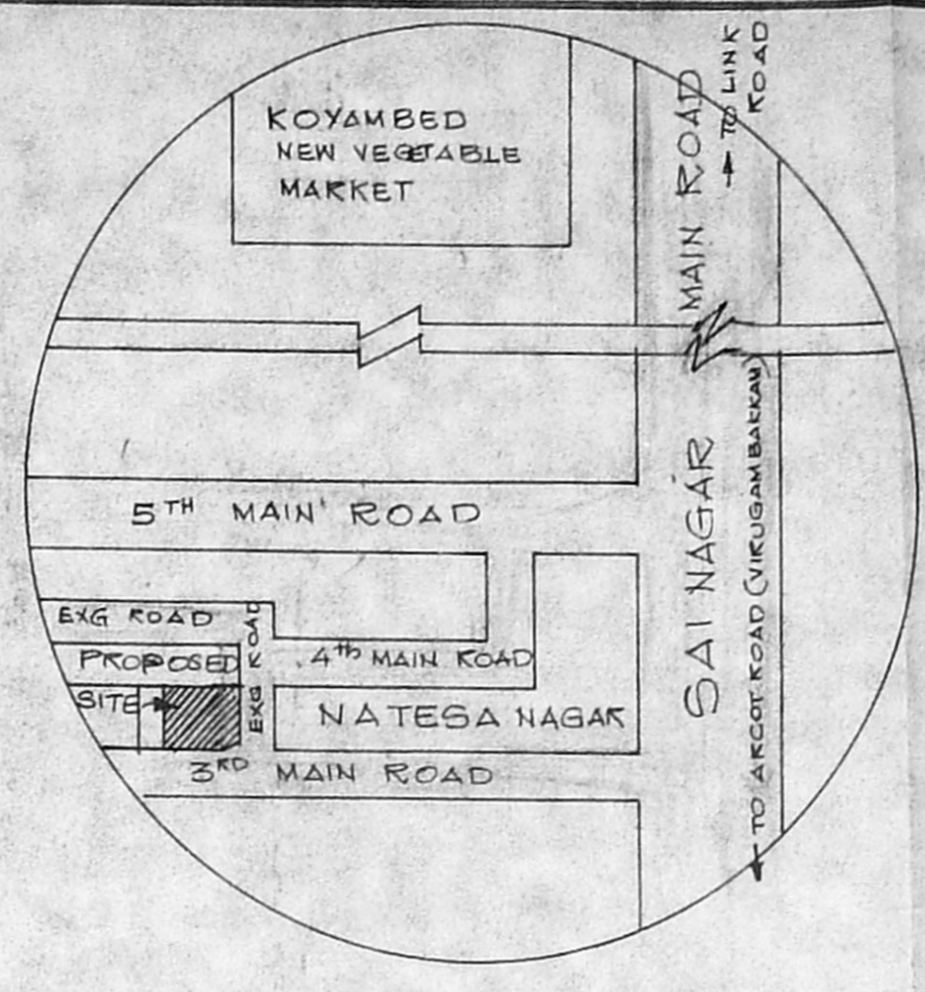 KOYAMBED
NEW VEGETABLE
MARKET
→ TO LINK
ROAD
SAI NAGAR MAIN ROAD
← TO ARCOT ROAD (VIRUGAMBAKKAM)
5TH MAIN ROAD
EXG ROAD
EXG ROAD
PROPOSED
SITE
4th MAIN ROAD
NATESA NAGAR
3RD MAIN ROAD